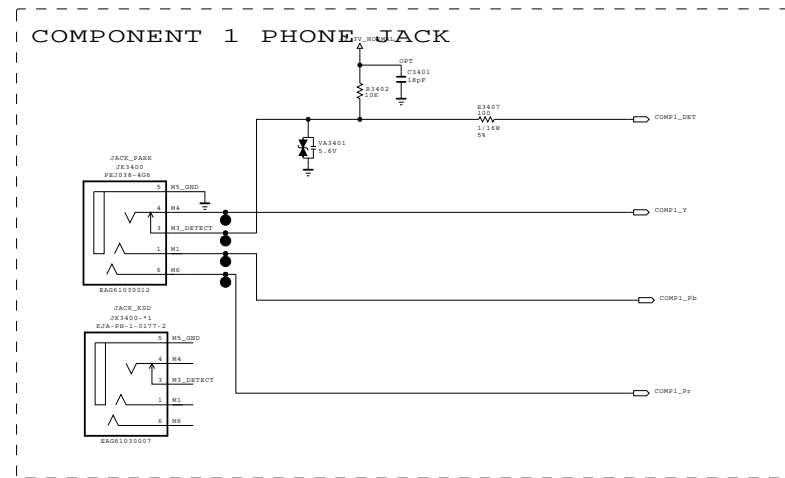 COMPONENT 1 PHONE JACK
3V_NORMAL
OPT
C3401
18pF
R3402
10K
R3407
100
1/16W
5%
COMP1_DET
VA3401
5.6V
JACK_PARK
JK3400
PEJ038-4G6
5 M5_GND
4 M4
3 M3_DETECT
1 M1
6 M6
EAG61030012
COMP1_Y
COMP1_Pb
COMP1_Pr
JACK_KSD
JK3400-*1
KJA-PH-1-0177-2
5 M5_GND
4 M4
3 M3_DETECT
1 M1
6 M6
EAG61030007